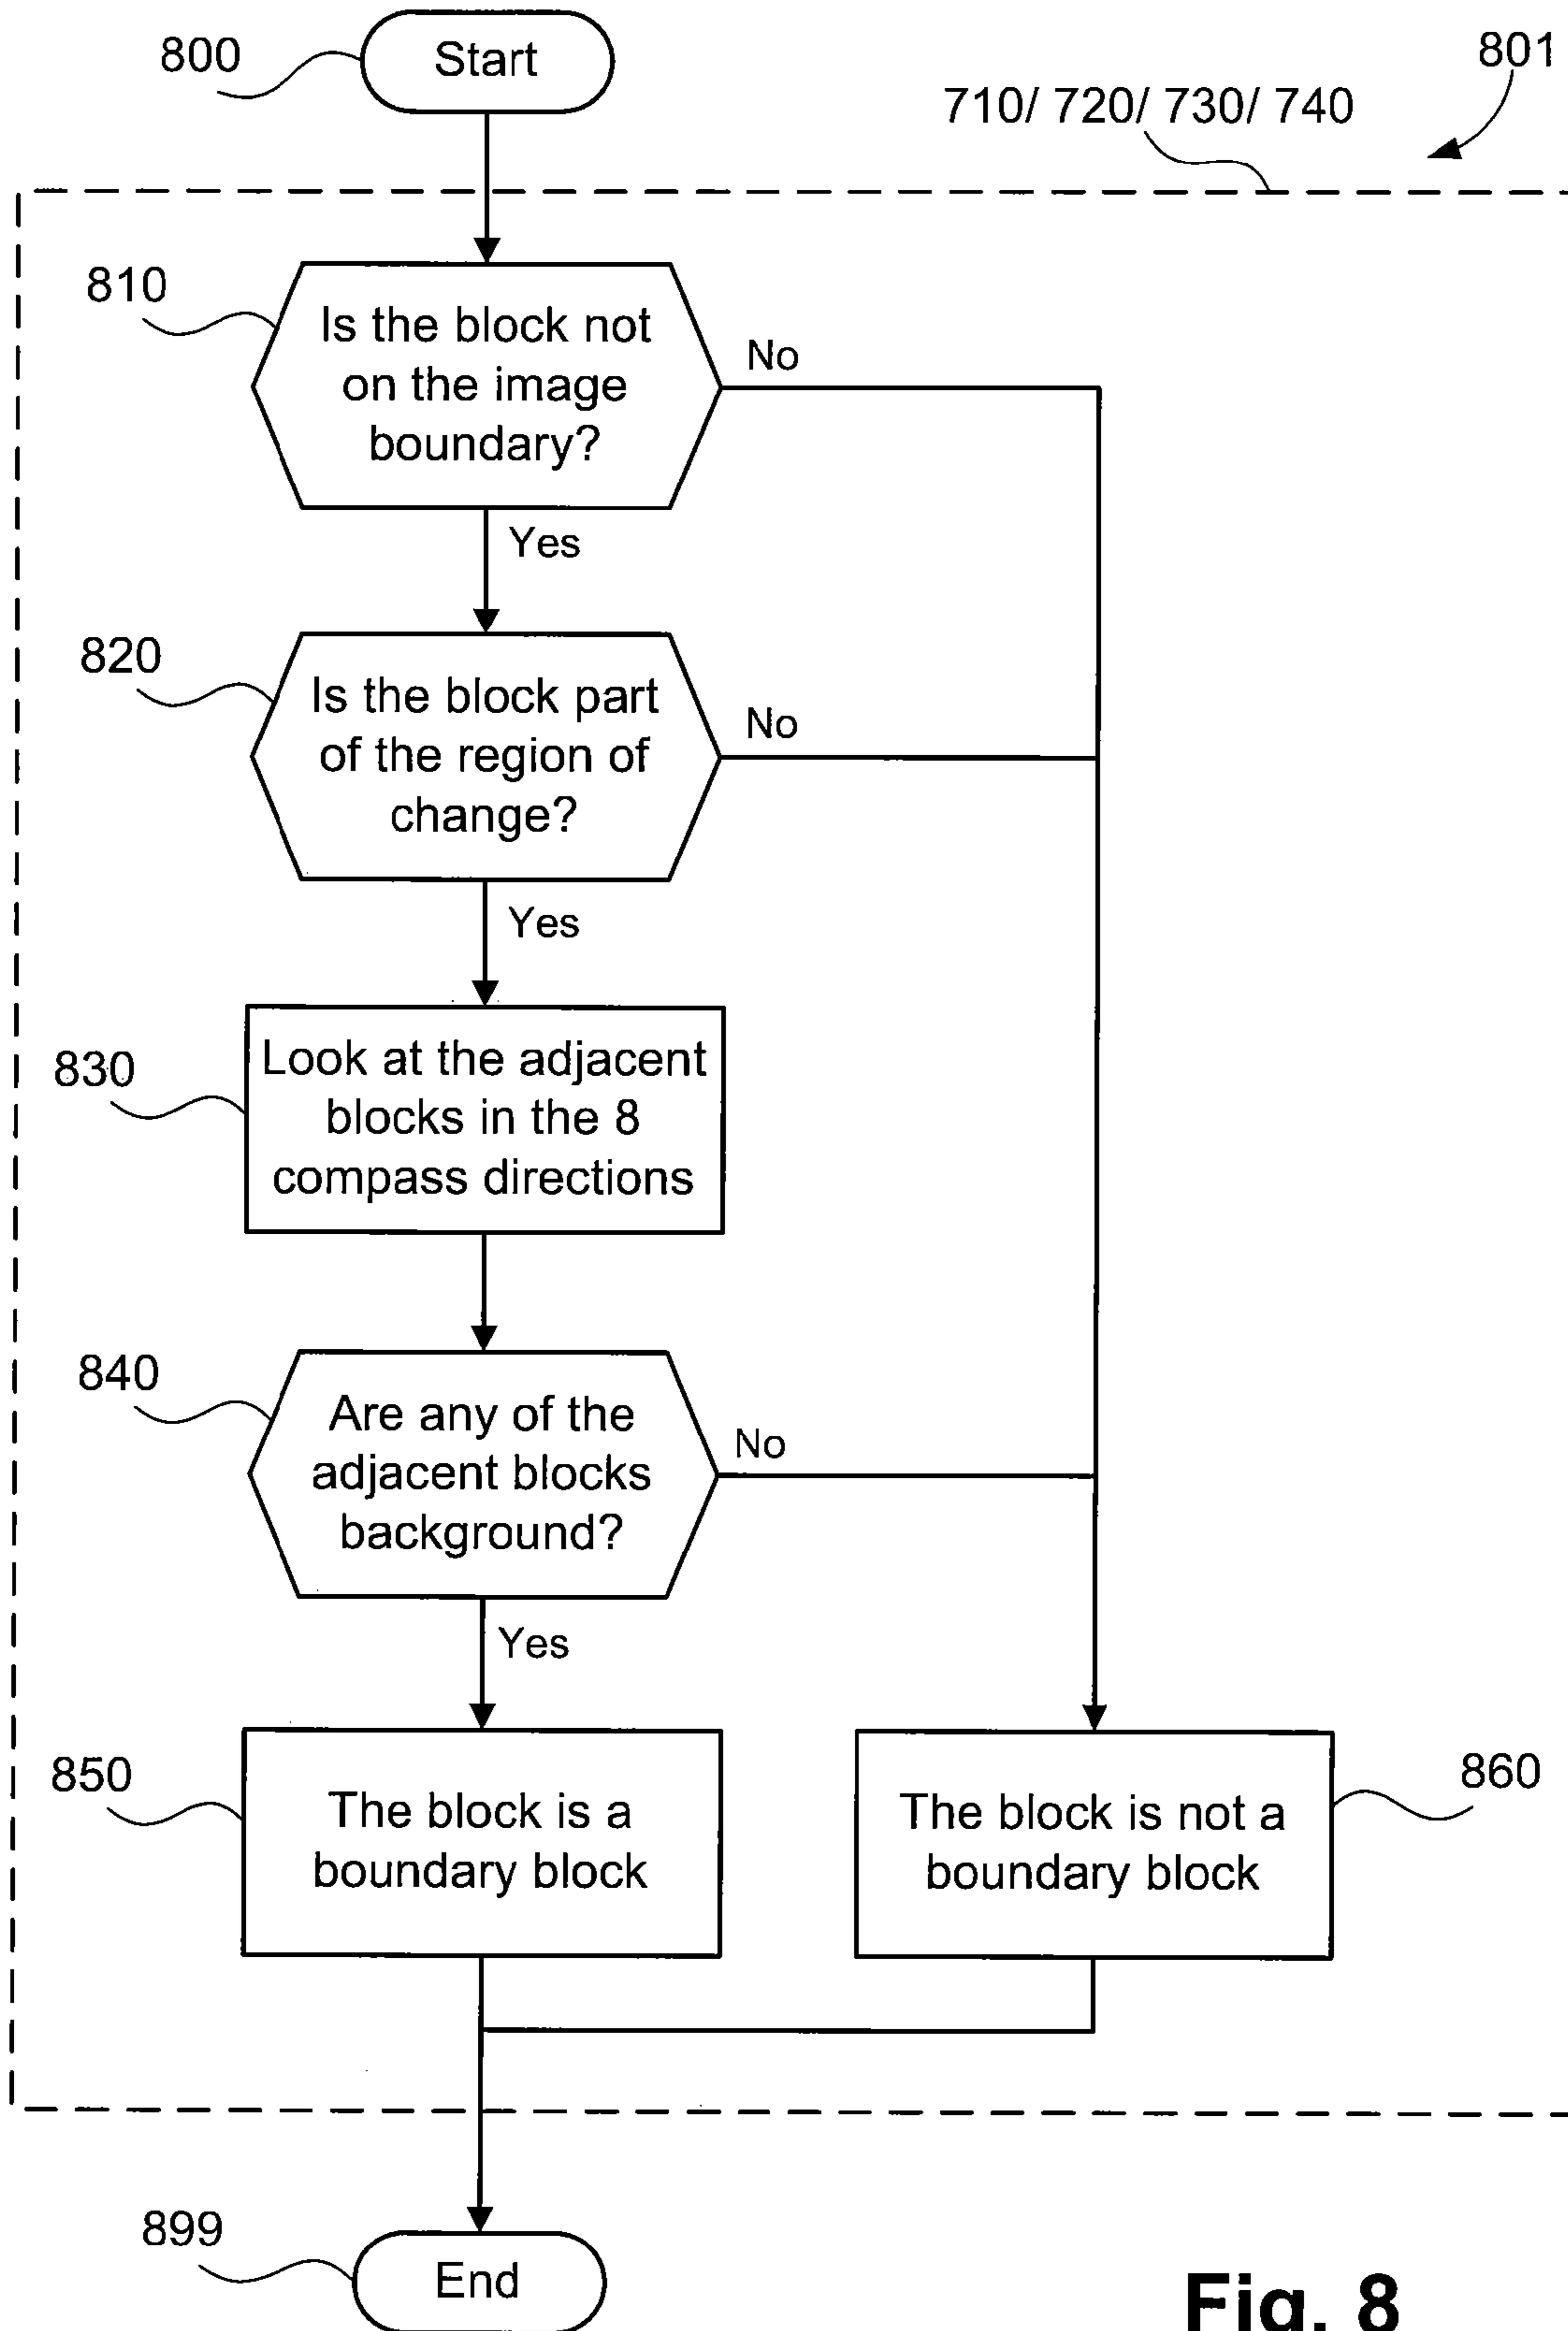 800
Start
801
710/ 720/ 730/ 740
810
Is the block not
on the image
boundary?
No
Yes
820
Is the block part
of the region of
change?
No
Yes
830
Look at the adjacent
blocks in the 8
compass directions
840
Are any of the
adjacent blocks
background?
No
Yes
850
The block is a
boundary block
The block is not a
boundary block
860
899
End
Fig. 8